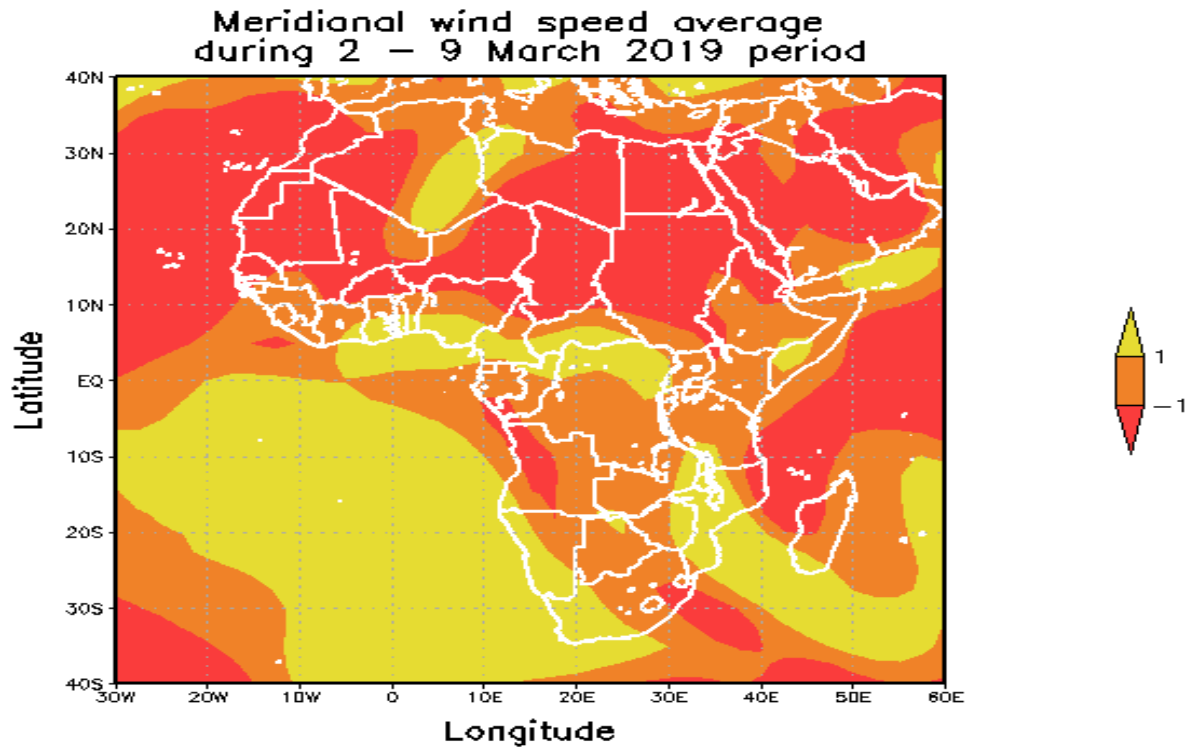 Meridianal wind speed average
during 2 – 9 March 2019 period
40N
30N
20N
10N
EQ
10S
20S
30S
40S
Latitude
30W
20W
10W
0
10E
20E
30E
40E
50E
60E
Longitude
1
−1